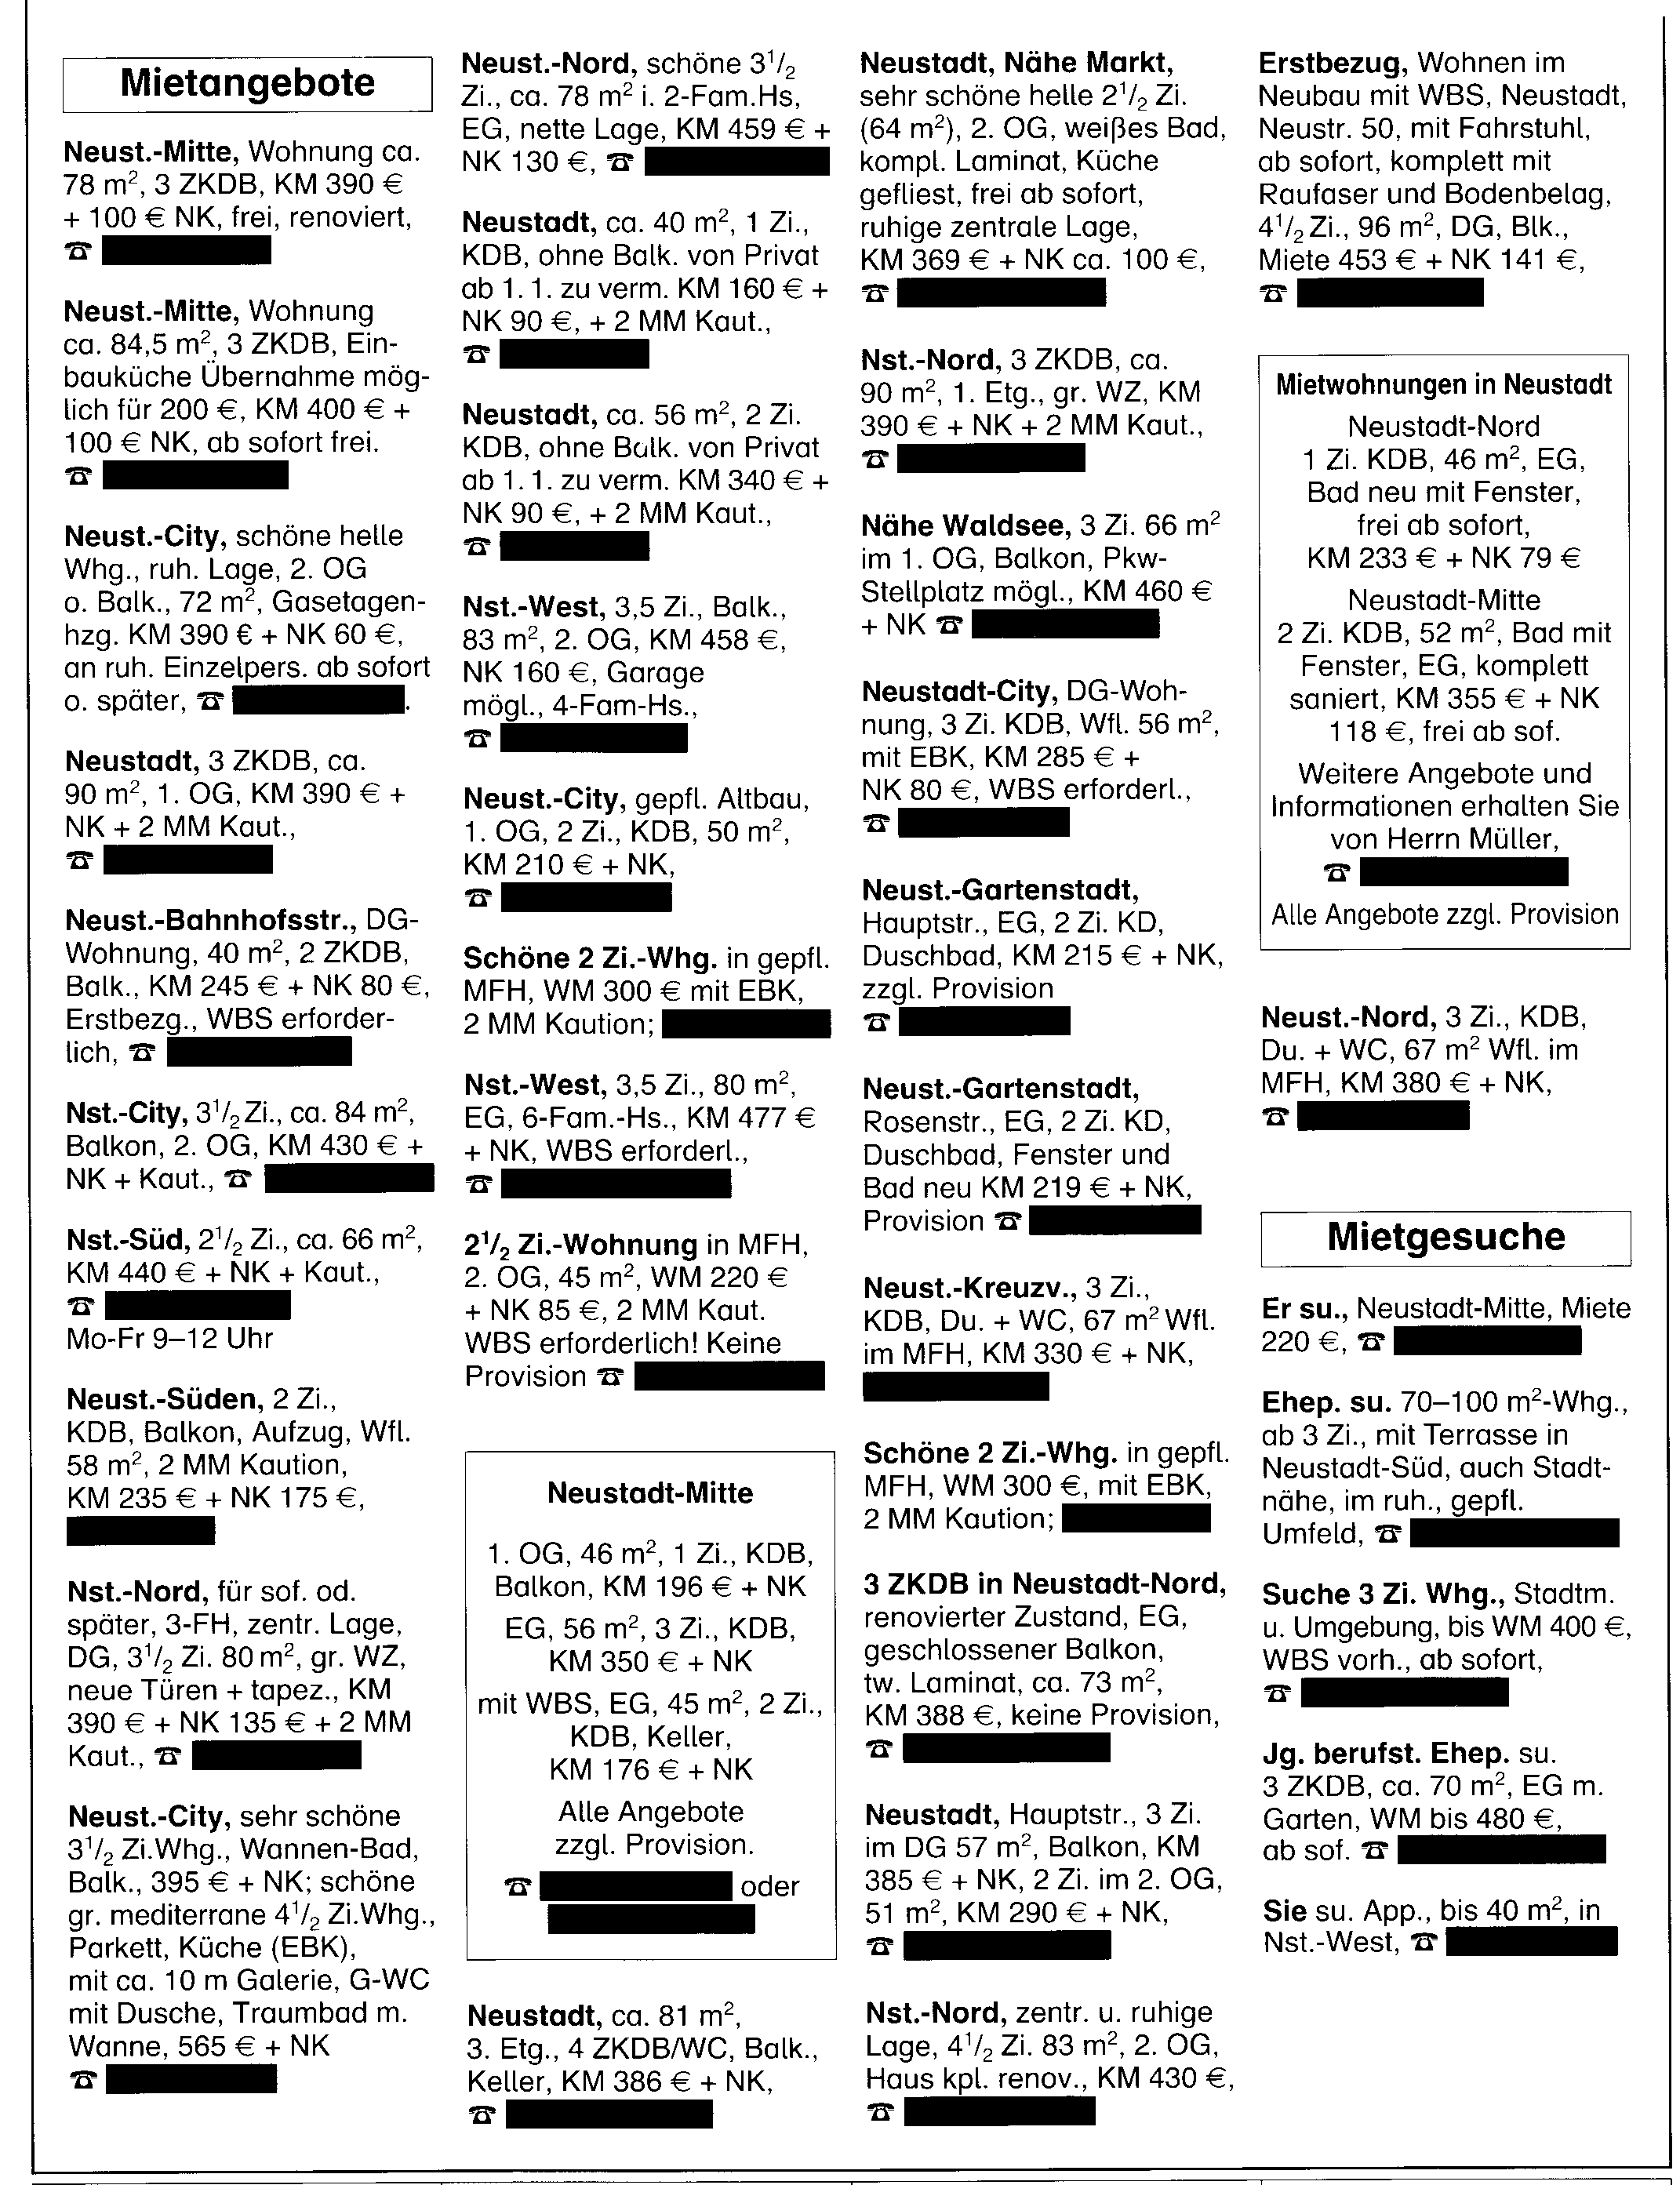 Mietangebote
Neust.-Mitte, Wohnung ca.
78 m², 3 ZKDB, KM 390 €
+ 100 € NK, frei, renoviert,
☎
Neust.-Mitte, Wohnung
ca. 84,5 m², 3 ZKDB, Ein-
bauküche Übernahme mög-
lich für 200 €, KM 400 € +
100 € NK, ab sofort frei.
☎
Neust.-City, schöne helle
Whg., ruh. Lage, 2. OG
o. Balk., 72 m², Gasetagen-
hzg. KM 390 € + NK 60 €,
an ruh. Einzelpers. ab sofort
o. später, ☎ .
Neustadt, 3 ZKDB, ca.
90 m², 1. OG, KM 390 € +
NK + 2 MM Kaut.,
☎
Neust.-Bahnhofsstr., DG-
Wohnung, 40 m², 2 ZKDB,
Balk., KM 245 € + NK 80 €,
Erstbezg., WBS erforder-
lich, ☎
Nst.-City, 3¹/₂ Zi., ca. 84 m²,
Balkon, 2. OG, KM 430 € +
NK + Kaut., ☎
Nst.-Süd, 2¹/₂ Zi., ca. 66 m²,
KM 440 € + NK + Kaut.,
☎
Mo-Fr 9–12 Uhr
Neust.-Süden, 2 Zi.,
KDB, Balkon, Aufzug, Wfl.
58 m², 2 MM Kaution,
KM 235 € + NK 175 €,
Nst.-Nord, für sof. od.
später, 3-FH, zentr. Lage,
DG, 3¹/₂ Zi. 80 m², gr. WZ,
neue Türen + tapez., KM
390 € + NK 135 € + 2 MM
Kaut., ☎
Neust.-City, sehr schöne
3¹/₂ Zi.Whg., Wannen-Bad,
Balk., 395 € + NK; schöne
gr. mediterrane 4¹/₂ Zi.Whg.,
Parkett, Küche (EBK),
mit ca. 10 m Galerie, G-WC
mit Dusche, Traumbad m.
Wanne, 565 € + NK
☎
Neust.-Nord, schöne 3¹/₂
Zi., ca. 78 m² i. 2-Fam.Hs,
EG, nette Lage, KM 459 € +
NK 130 €, ☎
Neustadt, ca. 40 m², 1 Zi.,
KDB, ohne Balk. von Privat
ab 1. 1. zu verm. KM 160 € +
NK 90 €, + 2 MM Kaut.,
☎
Neustadt, ca. 56 m², 2 Zi.
KDB, ohne Balk. von Privat
ab 1. 1. zu verm. KM 340 € +
NK 90 €, + 2 MM Kaut.,
☎
Nst.-West, 3,5 Zi., Balk.,
83 m², 2. OG, KM 458 €,
NK 160 €, Garage
mögl., 4-Fam-Hs.,
☎
Neust.-City, gepfl. Altbau,
1. OG, 2 Zi., KDB, 50 m²,
KM 210 € + NK,
☎
Schöne 2 Zi.-Whg. in gepfl.
MFH, WM 300 € mit EBK,
2 MM Kaution;
Nst.-West, 3,5 Zi., 80 m²,
EG, 6-Fam.-Hs., KM 477 €
+ NK, WBS erforderl.,
☎
2¹/₂ Zi.-Wohnung in MFH,
2. OG, 45 m², WM 220 €
+ NK 85 €, 2 MM Kaut.
WBS erforderlich! Keine
Provision ☎
Neustadt-Mitte
1. OG, 46 m², 1 Zi., KDB,
Balkon, KM 196 € + NK
EG, 56 m², 3 Zi., KDB,
KM 350 € + NK
mit WBS, EG, 45 m², 2 Zi.,
KDB, Keller,
KM 176 € + NK
Alle Angebote
zzgl. Provision.
☎ oder
Neustadt, ca. 81 m²,
3. Etg., 4 ZKDB/WC, Balk.,
Keller, KM 386 € + NK,
☎
Neustadt, Nähe Markt,
sehr schöne helle 2¹/₂ Zi.
(64 m²), 2. OG, weißes Bad,
kompl. Laminat, Küche
gefliest, frei ab sofort,
ruhige zentrale Lage,
KM 369 € + NK ca. 100 €,
☎
Nst.-Nord, 3 ZKDB, ca.
90 m², 1. Etg., gr. WZ, KM
390 € + NK + 2 MM Kaut.,
☎
Nähe Waldsee, 3 Zi. 66 m²
im 1. OG, Balkon, Pkw-
Stellplatz mögl., KM 460 €
+ NK ☎
Neustadt-City, DG-Woh-
nung, 3 Zi. KDB, Wfl. 56 m²,
mit EBK, KM 285 € +
NK 80 €, WBS erforderl.,
☎
Neust.-Gartenstadt,
Hauptstr., EG, 2 Zi. KD,
Duschbad, KM 215 € + NK,
zzgl. Provision
☎
Neust.-Gartenstadt,
Rosenstr., EG, 2 Zi. KD,
Duschbad, Fenster und
Bad neu KM 219 € + NK,
Provision ☎
Neust.-Kreuzv., 3 Zi.,
KDB, Du. + WC, 67 m² Wfl.
im MFH, KM 330 € + NK,
Schöne 2 Zi.-Whg. in gepfl.
MFH, WM 300 €, mit EBK,
2 MM Kaution;
3 ZKDB in Neustadt-Nord,
renovierter Zustand, EG,
geschlossener Balkon,
tw. Laminat, ca. 73 m²,
KM 388 €, keine Provision,
☎
Neustadt, Hauptstr., 3 Zi.
im DG 57 m², Balkon, KM
385 € + NK, 2 Zi. im 2. OG,
51 m², KM 290 € + NK,
☎
Nst.-Nord, zentr. u. ruhige
Lage, 4¹/₂ Zi. 83 m², 2. OG,
Haus kpl. renov., KM 430 €,
☎
Erstbezug, Wohnen im
Neubau mit WBS, Neustadt,
Neustr. 50, mit Fahrstuhl,
ab sofort, komplett mit
Raufaser und Bodenbelag,
4¹/₂ Zi., 96 m², DG, Blk.,
Miete 453 € + NK 141 €,
☎
Mietwohnungen in Neustadt
Neustadt-Nord
1 Zi. KDB, 46 m², EG,
Bad neu mit Fenster,
frei ab sofort,
KM 233 € + NK 79 €
Neustadt-Mitte
2 Zi. KDB, 52 m², Bad mit
Fenster, EG, komplett
saniert, KM 355 € + NK
118 €, frei ab sof.
Weitere Angebote und
Informationen erhalten Sie
von Herrn Müller,
☎
Alle Angebote zzgl. Provision
Neust.-Nord, 3 Zi., KDB,
Du. + WC, 67 m² Wfl. im
MFH, KM 380 € + NK,
☎
Mietgesuche
Er su., Neustadt-Mitte, Miete
220 €, ☎
Ehep. su. 70–100 m²-Whg.,
ab 3 Zi., mit Terrasse in
Neustadt-Süd, auch Stadt-
nähe, im ruh., gepfl.
Umfeld, ☎
Suche 3 Zi. Whg., Stadtm.
u. Umgebung, bis WM 400 €,
WBS vorh., ab sofort,
☎
Jg. berufst. Ehep. su.
3 ZKDB, ca. 70 m², EG m.
Garten, WM bis 480 €,
ab sof. ☎
Sie su. App., bis 40 m², in
Nst.-West, ☎